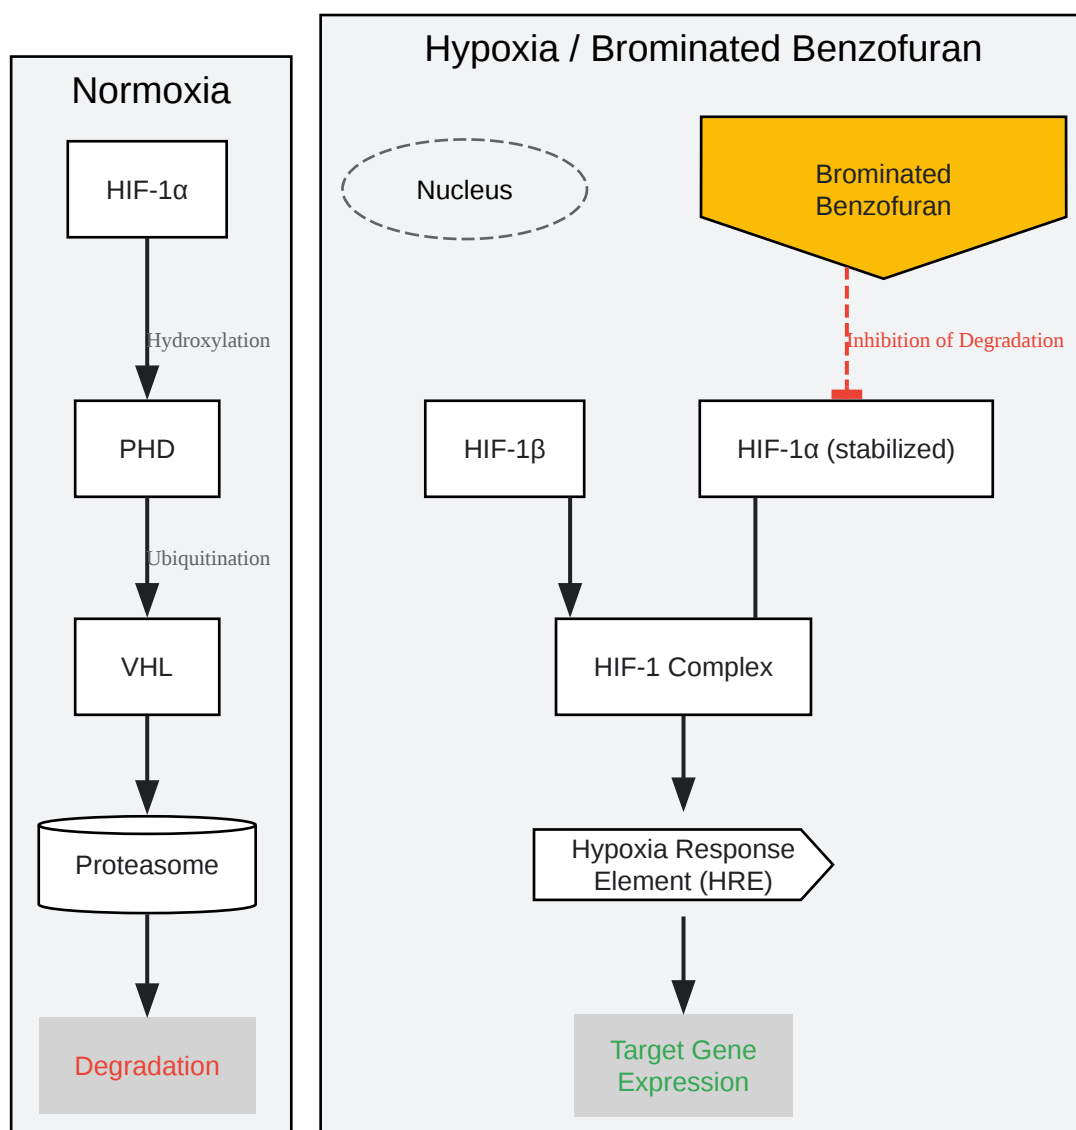 Normoxia
HIF-1α
Hydroxylation
PHD
Ubiquitination
VHL
Proteasome
Degradation
Hypoxia / Brominated Benzofuran
Nucleus
Brominated
Benzofuran
Inhibition of Degradation
HIF-1β
HIF-1α (stabilized)
HIF-1 Complex
Hypoxia Response
Element (HRE)
Target Gene
Expression